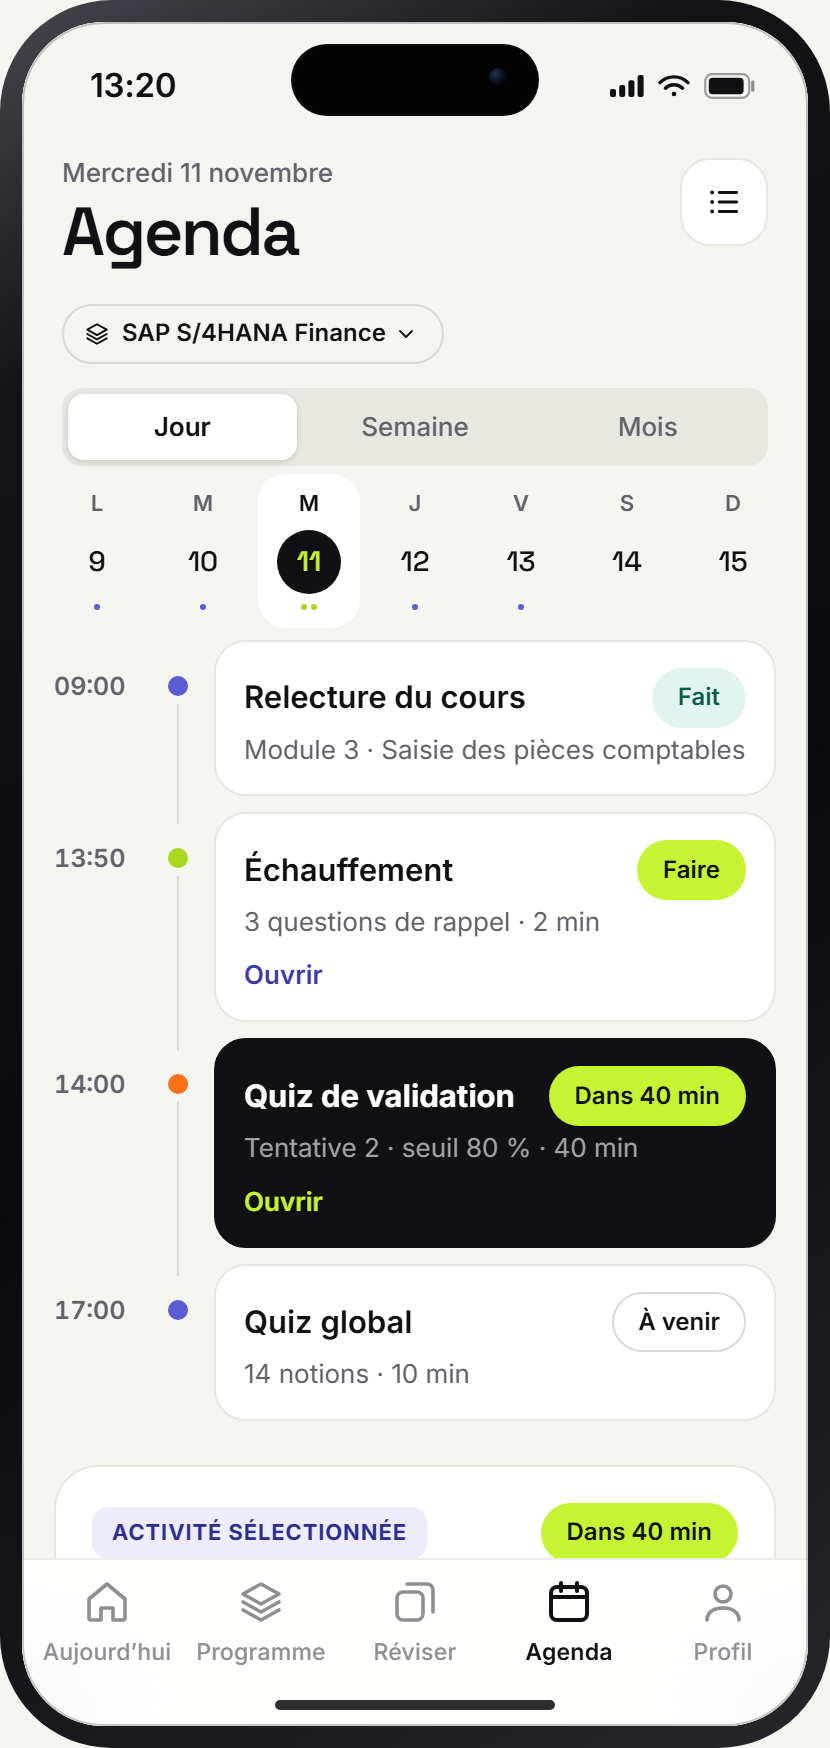 13:20
Mercredi 11 novembre
Agenda
SAP S/4HANA Finance
Jour Semaine Mois
L M M J V S D
9 10 11 12 13 14 15
09:00 Relecture du cours Fait
Module 3 · Saisie des pièces comptables
13:50 Échauffement Faire
3 questions de rappel · 2 min
Ouvrir
14:00 Quiz de validation Dans 40 min
Tentative 2 · seuil 80 % · 40 min
Ouvrir
17:00 Quiz global À venir
14 notions · 10 min
ACTIVITÉ SÉLECTIONNÉE Dans 40 min
Aujourd’hui Programme Réviser Agenda Profil